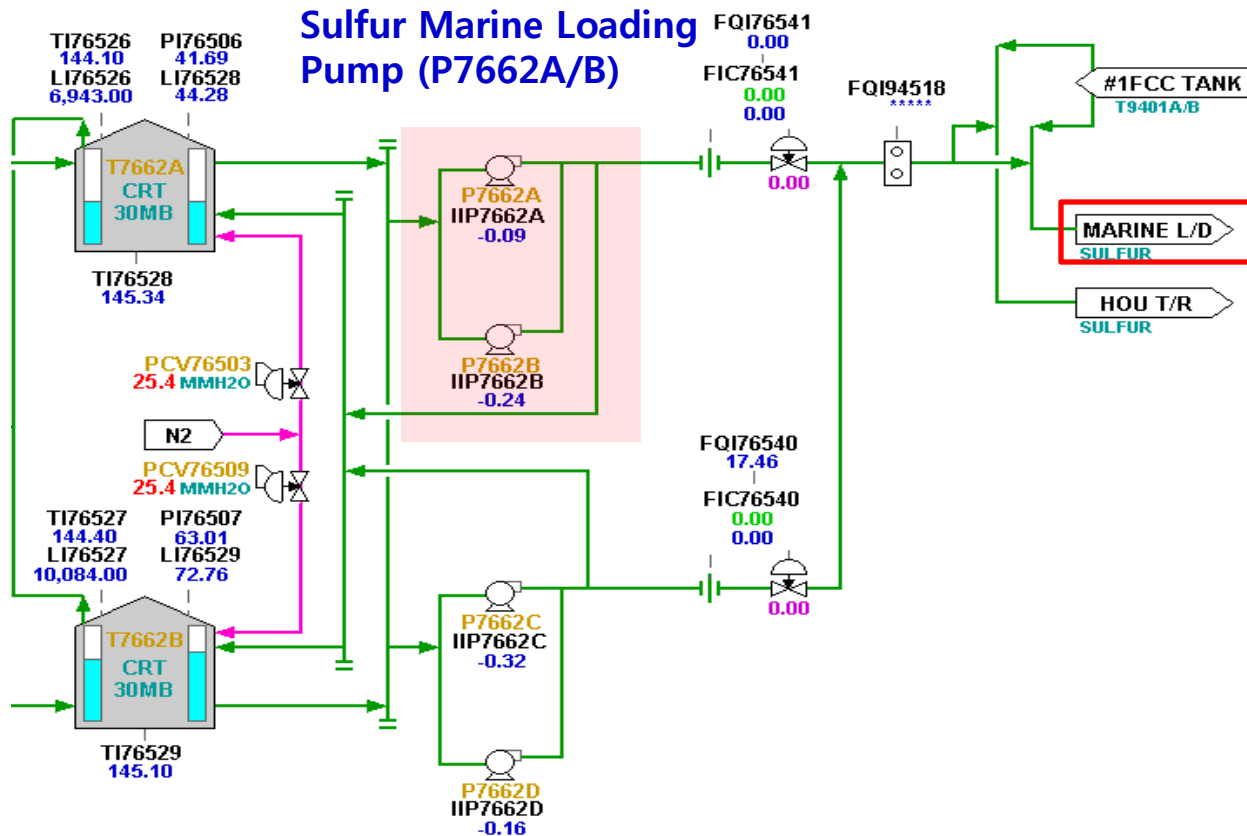 Sulfur Marine Loading
Pump (P7662A/B)
TI76526
144.10
LI76526
6,943.00
PI76506
41.69
LI76528
44.28
T7662A
CRT
30MB
TI76528
145.34
PCV76503
25.4 MMH2O
N2
PCV76509
25.4 MMH2O
TI76527
144.40
LI76527
10,084.00
PI76507
63.01
LI76529
72.76
T7662B
CRT
30MB
TI76529
145.10
P7662A
IIP7662A
-0.09
P7662B
IIP7662B
-0.24
P7662C
IIP7662C
-0.32
P7662D
IIP7662D
-0.16
FQI76541
0.00
FIC76541
0.00
0.00
0.00
FQI76540
17.46
FIC76540
0.00
0.00
0.00
FQI94518
*****
#1FCC TANK
T9401A/B
MARINE L/D
SULFUR
HOU T/R
SULFUR